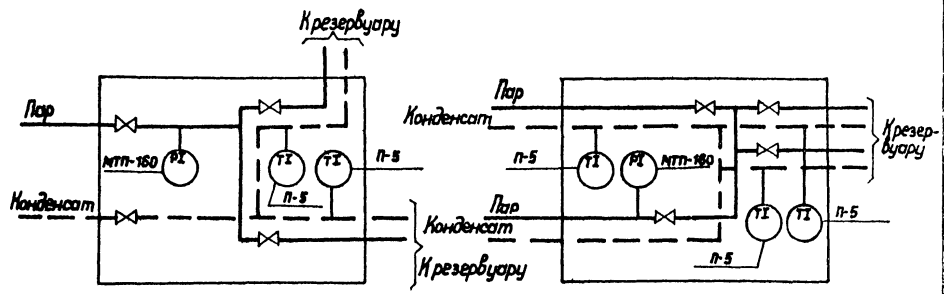 К резервуару
Пар
МТП-160
PI
TI
TI
П-5
П-5
Конденсат
Конденсат
К резервуару
Пар
Конденсат
К резер-
вуару
П-5
TI
PI
МТП-160
Пар
TI
TI
П-5
П-5